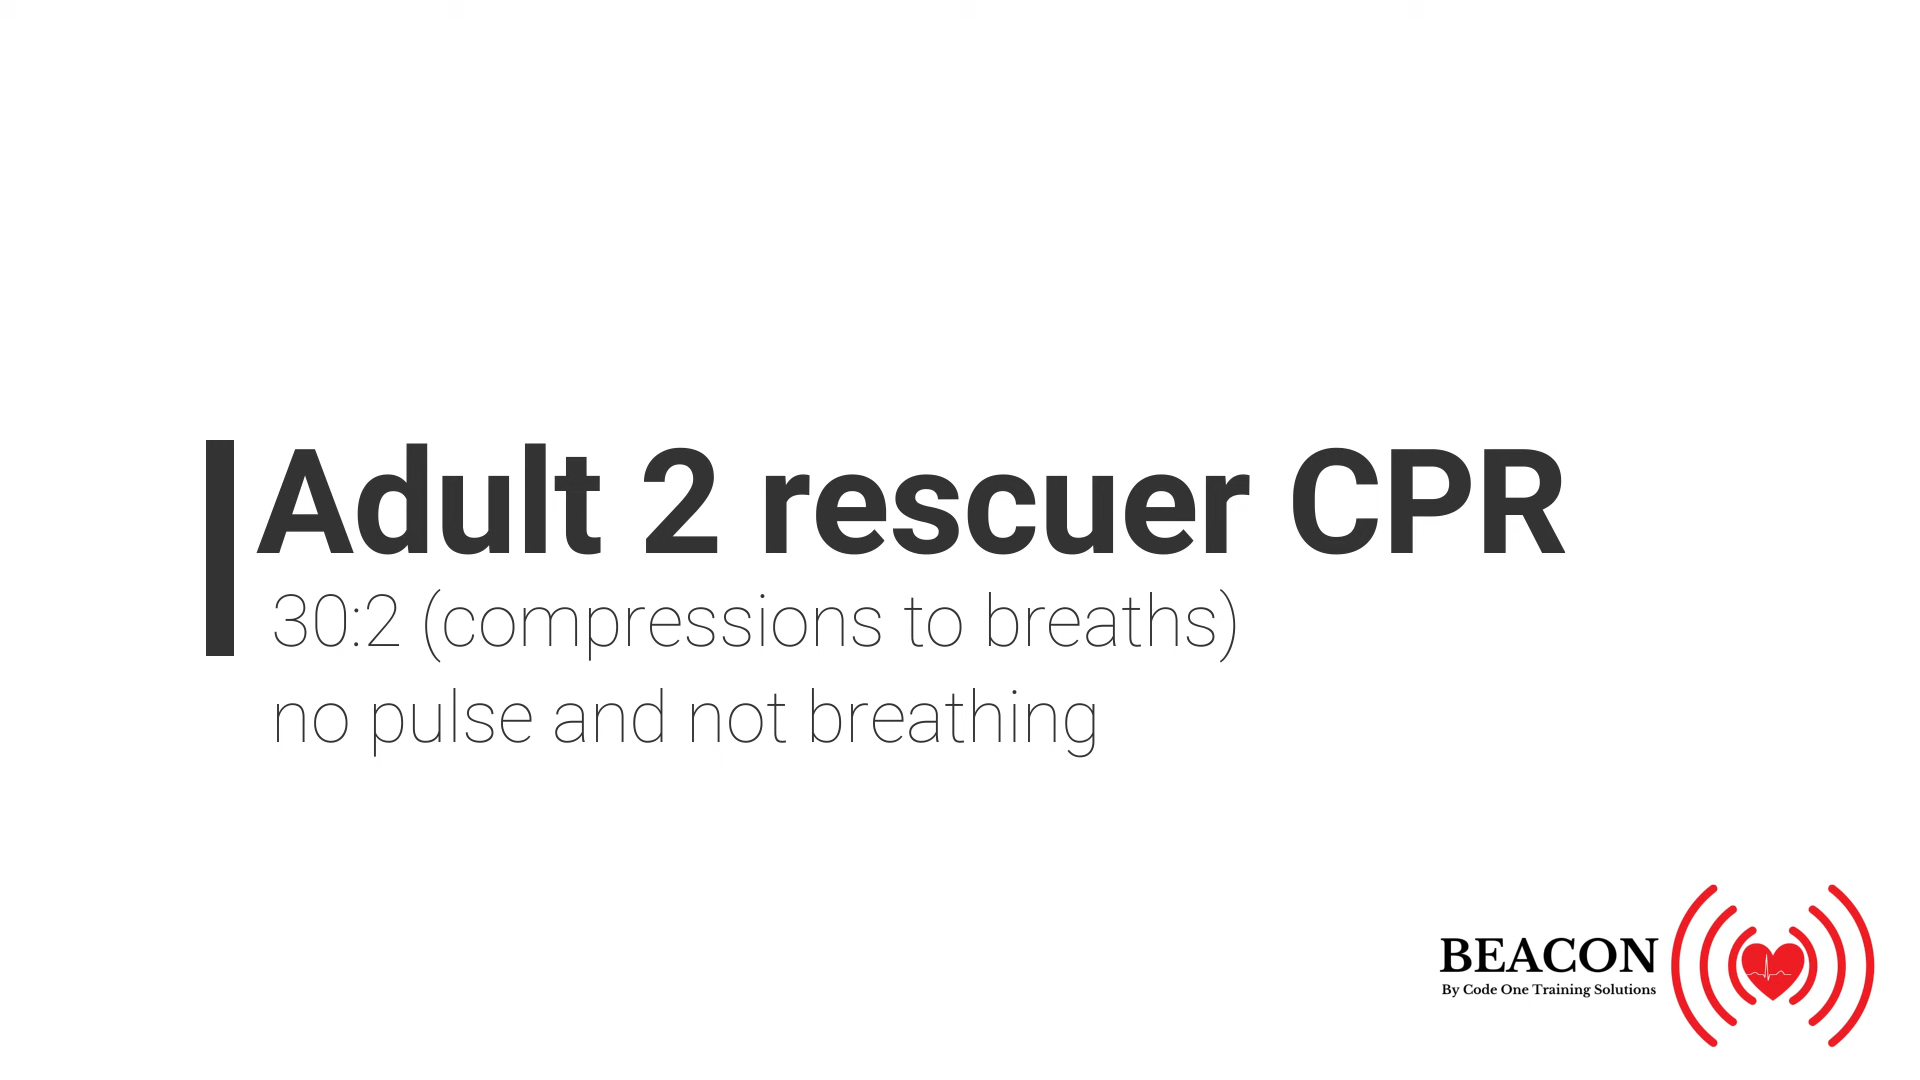 Adult 2 rescuer CPR
30:2 (compressions to breaths)
no pulse and not breathing
BEACON
By Code One Training Solutions